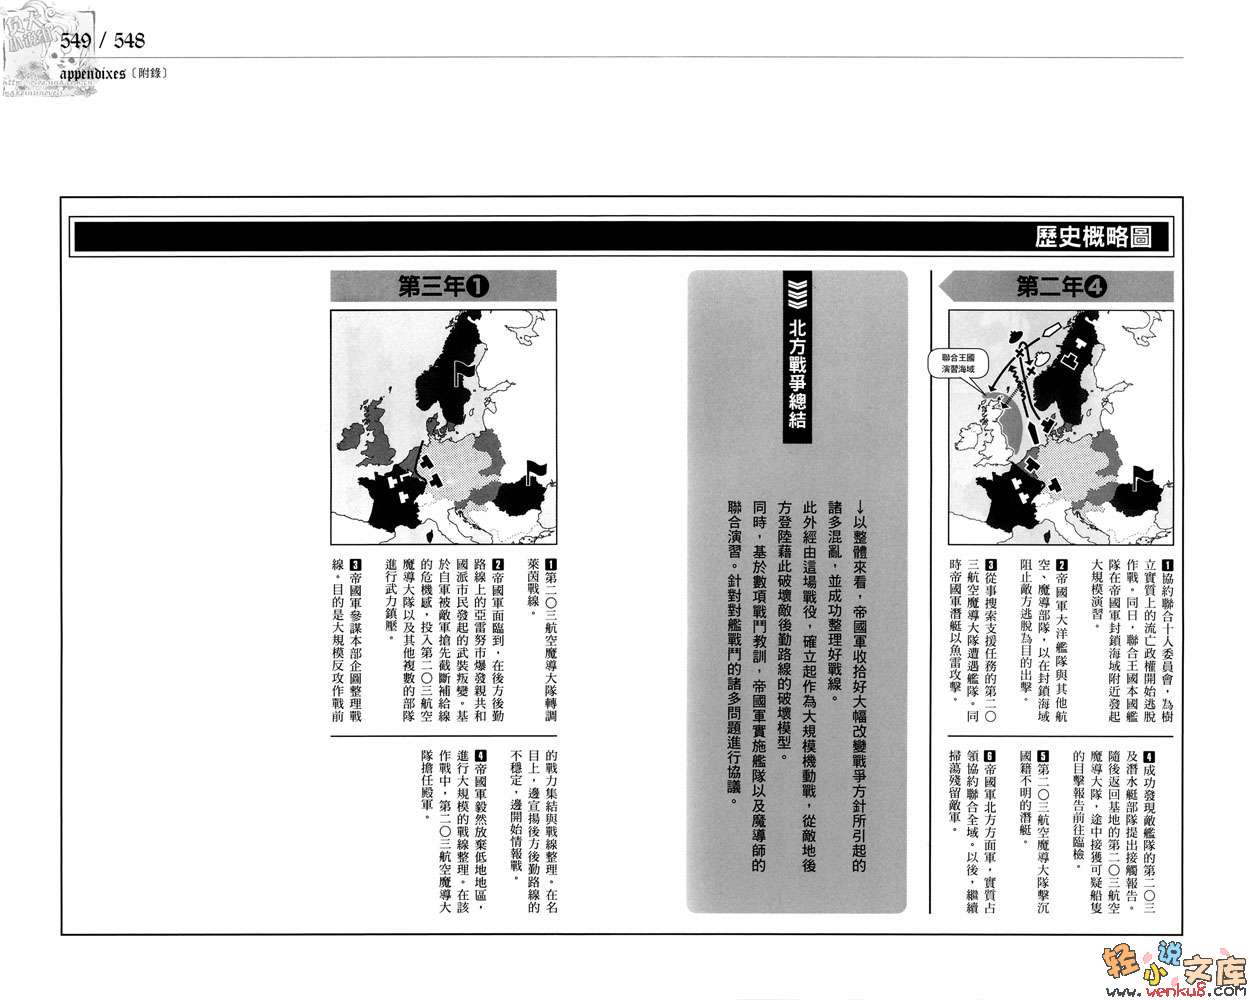 549 / 548
appendixes〔附錄〕
歷史概略圖
第二年❹
聯合王國
演習海域
1 協約聯合十人委員會，為樹
立實質上的流亡政權開始逃脫
作戰。同日，聯合王國本國艦
隊在帝國軍封鎖海域附近發起
大規模演習。
2 帝國軍大洋艦隊與其他航
空、魔導部隊，以在封鎖海域
阻止敵方逃脫為目的出擊。
3 從事搜索支援任務的第二〇
三航空魔導大隊遭遇艦隊。同
時帝國軍潛艇以魚雷攻擊。
4 成功發現敵艦隊的第二〇三
及潛水艇部隊提出接觸報告。
隨後返回基地的第二〇三航空
魔導大隊，途中接獲可疑船隻
的目擊報告前往臨檢。
5 第二〇三航空魔導大隊擊沉
國籍不明的潛艇。
6 帝國軍北方方面軍，實質占
領協約聯合全域。以後，繼續
掃蕩殘留敵軍。
北方戰爭總結
↓以整體來看，帝國軍收拾好大幅改變戰爭方針所引起的
諸多混亂，並成功整理好戰線。
此外經由這場戰役，確立起作為大規模機動戰，從敵地後
方登陸藉此破壞敵後勤路線的破壞模型。
同時，基於數項戰鬥教訓，帝國軍實施艦隊以及魔導師的
聯合演習。針對對艦戰鬥的諸多問題進行協議。
第三年❶
1 第二〇三航空魔導大隊轉調
萊茵戰線。
2 帝國軍面臨到，在後方後勤
路線上的亞雷努市爆發親共和
國派市民發起的武裝叛變。基
於自軍被敵軍搶先截斷補給線
的危機感，投入第二〇三航空
魔導大隊以及其他複數的部隊
進行武力鎮壓。
3 帝國軍參謀本部企圖整理戰
線。目的是大規模反攻作戰前
的戰力集結與戰線整理。在名
目上，邊宣揚後方後勤路線的
不穩定，邊開始情報戰。
4 帝國軍毅然放棄低地地區，
進行大規模的戰線整理。在該
作戰中，第二〇三航空魔導大
隊擔任殿軍。
轻小说文库
www.wenku8.com